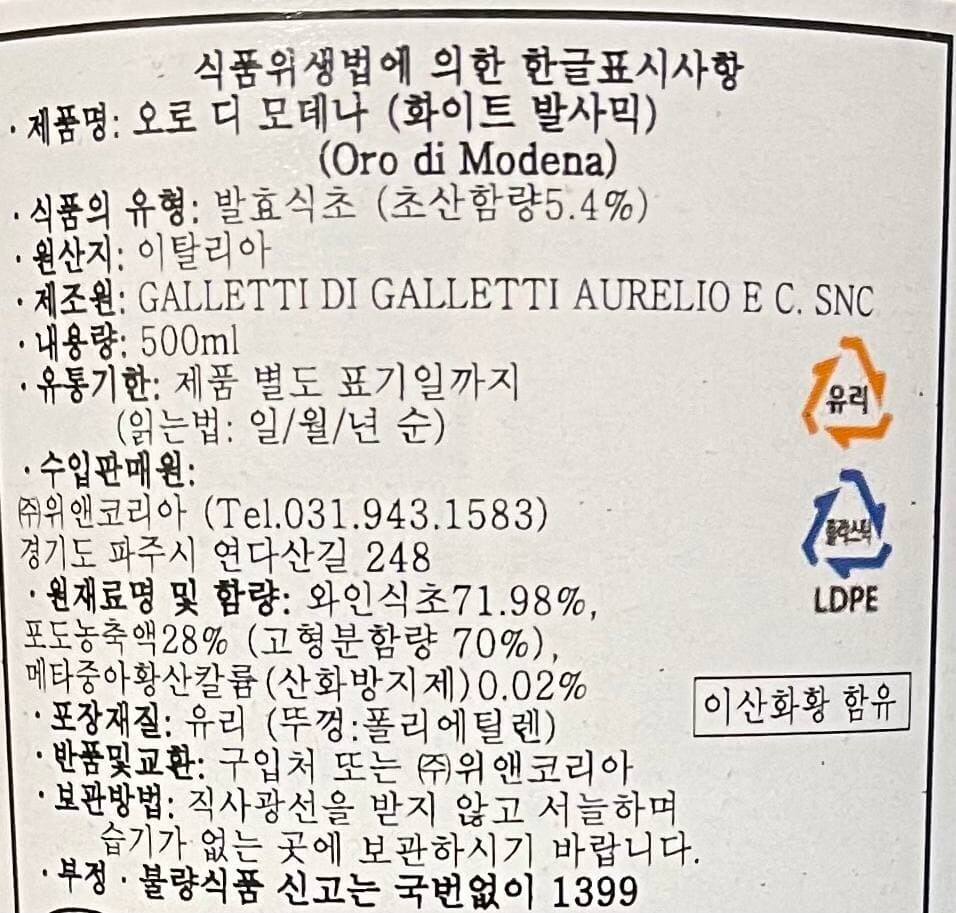 식품위생법에 의한 한글표시사항
· 제품명: 오로 디 모데나 (화이트 발사믹)
(Oro di Modena)
· 식품의 유형: 발효식초 (초산함량5.4%)
· 원산지: 이탈리아
· 제조원: GALLETTI DI GALLETTI AURELIO E C. SNC
· 내용량: 500ml
· 유통기한: 제품 별도 표기일까지
(읽는법: 일/월/년 순)
유리
· 수입판매원:
㈜위앤코리아 (Tel.031.943.1583)
경기도 파주시 연다산길 248
플라스틱
LDPE
· 원재료명 및 함량: 와인식초71.98%,
포도농축액28% (고형분함량 70%),
메타중아황산칼륨(산화방지제)0.02%
이산화황 함유
· 포장재질: 유리 (뚜껑:폴리에틸렌)
· 반품및교환: 구입처 또는 ㈜위앤코리아
· 보관방법: 직사광선을 받지 않고 서늘하며
습기가 없는 곳에 보관하시기 바랍니다.
· 부정 · 불량식품 신고는 국번없이 1399